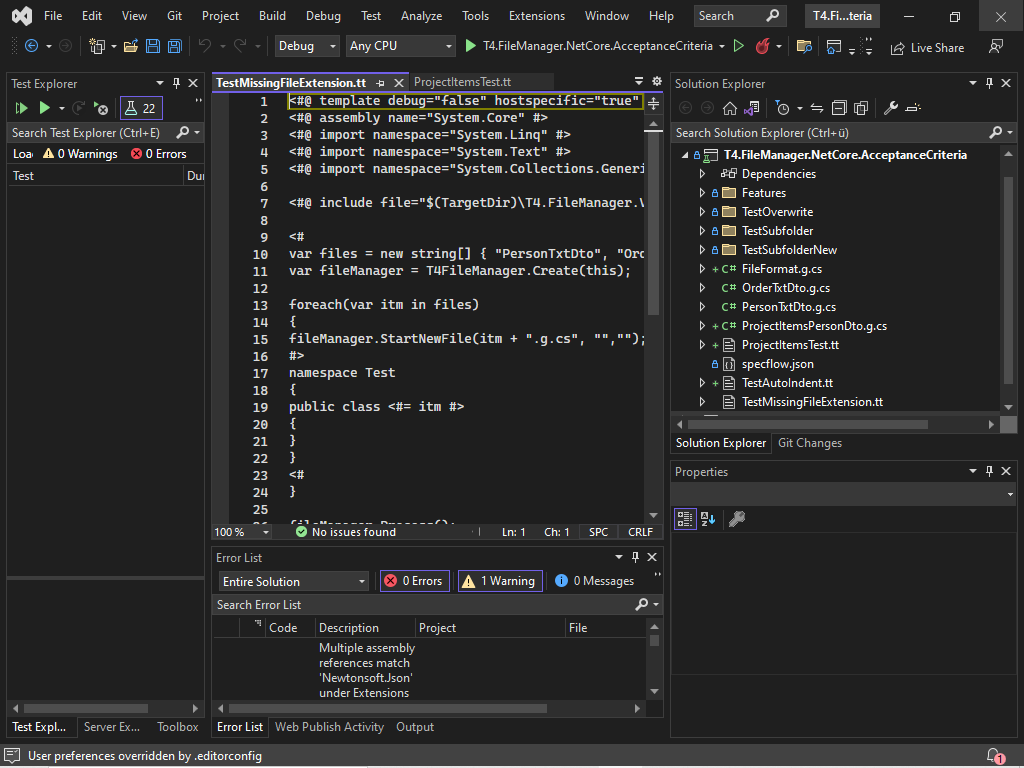 File Edit View Git Project Build Debug Test Analyze Tools Extensions Window Help Search T4.Fi...teria
Debug Any CPU T4.FileManager.NetCore.AcceptanceCriteria Live Share
Test Explorer
22
Search Test Explorer (Ctrl+E)
Loa 0 Warnings 0 Errors
Test Dur
Test Expl... Server Ex... Toolbox
TestMissingFileExtension.tt ProjectItemsTest.tt
1 <#@ template debug="false" hostspecific="true"
2 <#@ assembly name="System.Core" #>
3 <#@ import namespace="System.Linq" #>
4 <#@ import namespace="System.Text" #>
5 <#@ import namespace="System.Collections.Generi
6
7 <#@ include file="$(TargetDir)\T4.FileManager.V
8
9 <#
10 var files = new string[] { "PersonTxtDto", "Ord
11 var fileManager = T4FileManager.Create(this);
12
13 foreach(var itm in files)
14 {
15 fileManager.StartNewFile(itm + ".g.cs", "","");
16 #>
17 namespace Test
18 {
19 public class <#= itm #>
20 {
21 }
22 }
23 <#
24 }
25
26 fileManager.Process();
100 % No issues found Ln: 1 Ch: 1 SPC CRLF
Error List
Entire Solution 0 Errors 1 Warning 0 Messages
Search Error List
Code Description Project File
Multiple assembly
references match
'Newtonsoft.Json'
under Extensions
Error List Web Publish Activity Output
Solution Explorer
Search Solution Explorer (Ctrl+ü)
T4.FileManager.NetCore.AcceptanceCriteria
Dependencies
Features
TestOverwrite
TestSubfolder
TestSubfolderNew
C# FileFormat.g.cs
C# OrderTxtDto.g.cs
C# PersonTxtDto.g.cs
C# ProjectItemsPersonDto.g.cs
ProjectItemsTest.tt
specflow.json
TestAutoIndent.tt
TestMissingFileExtension.tt
Solution Explorer Git Changes
Properties
User preferences overridden by .editorconfig 1